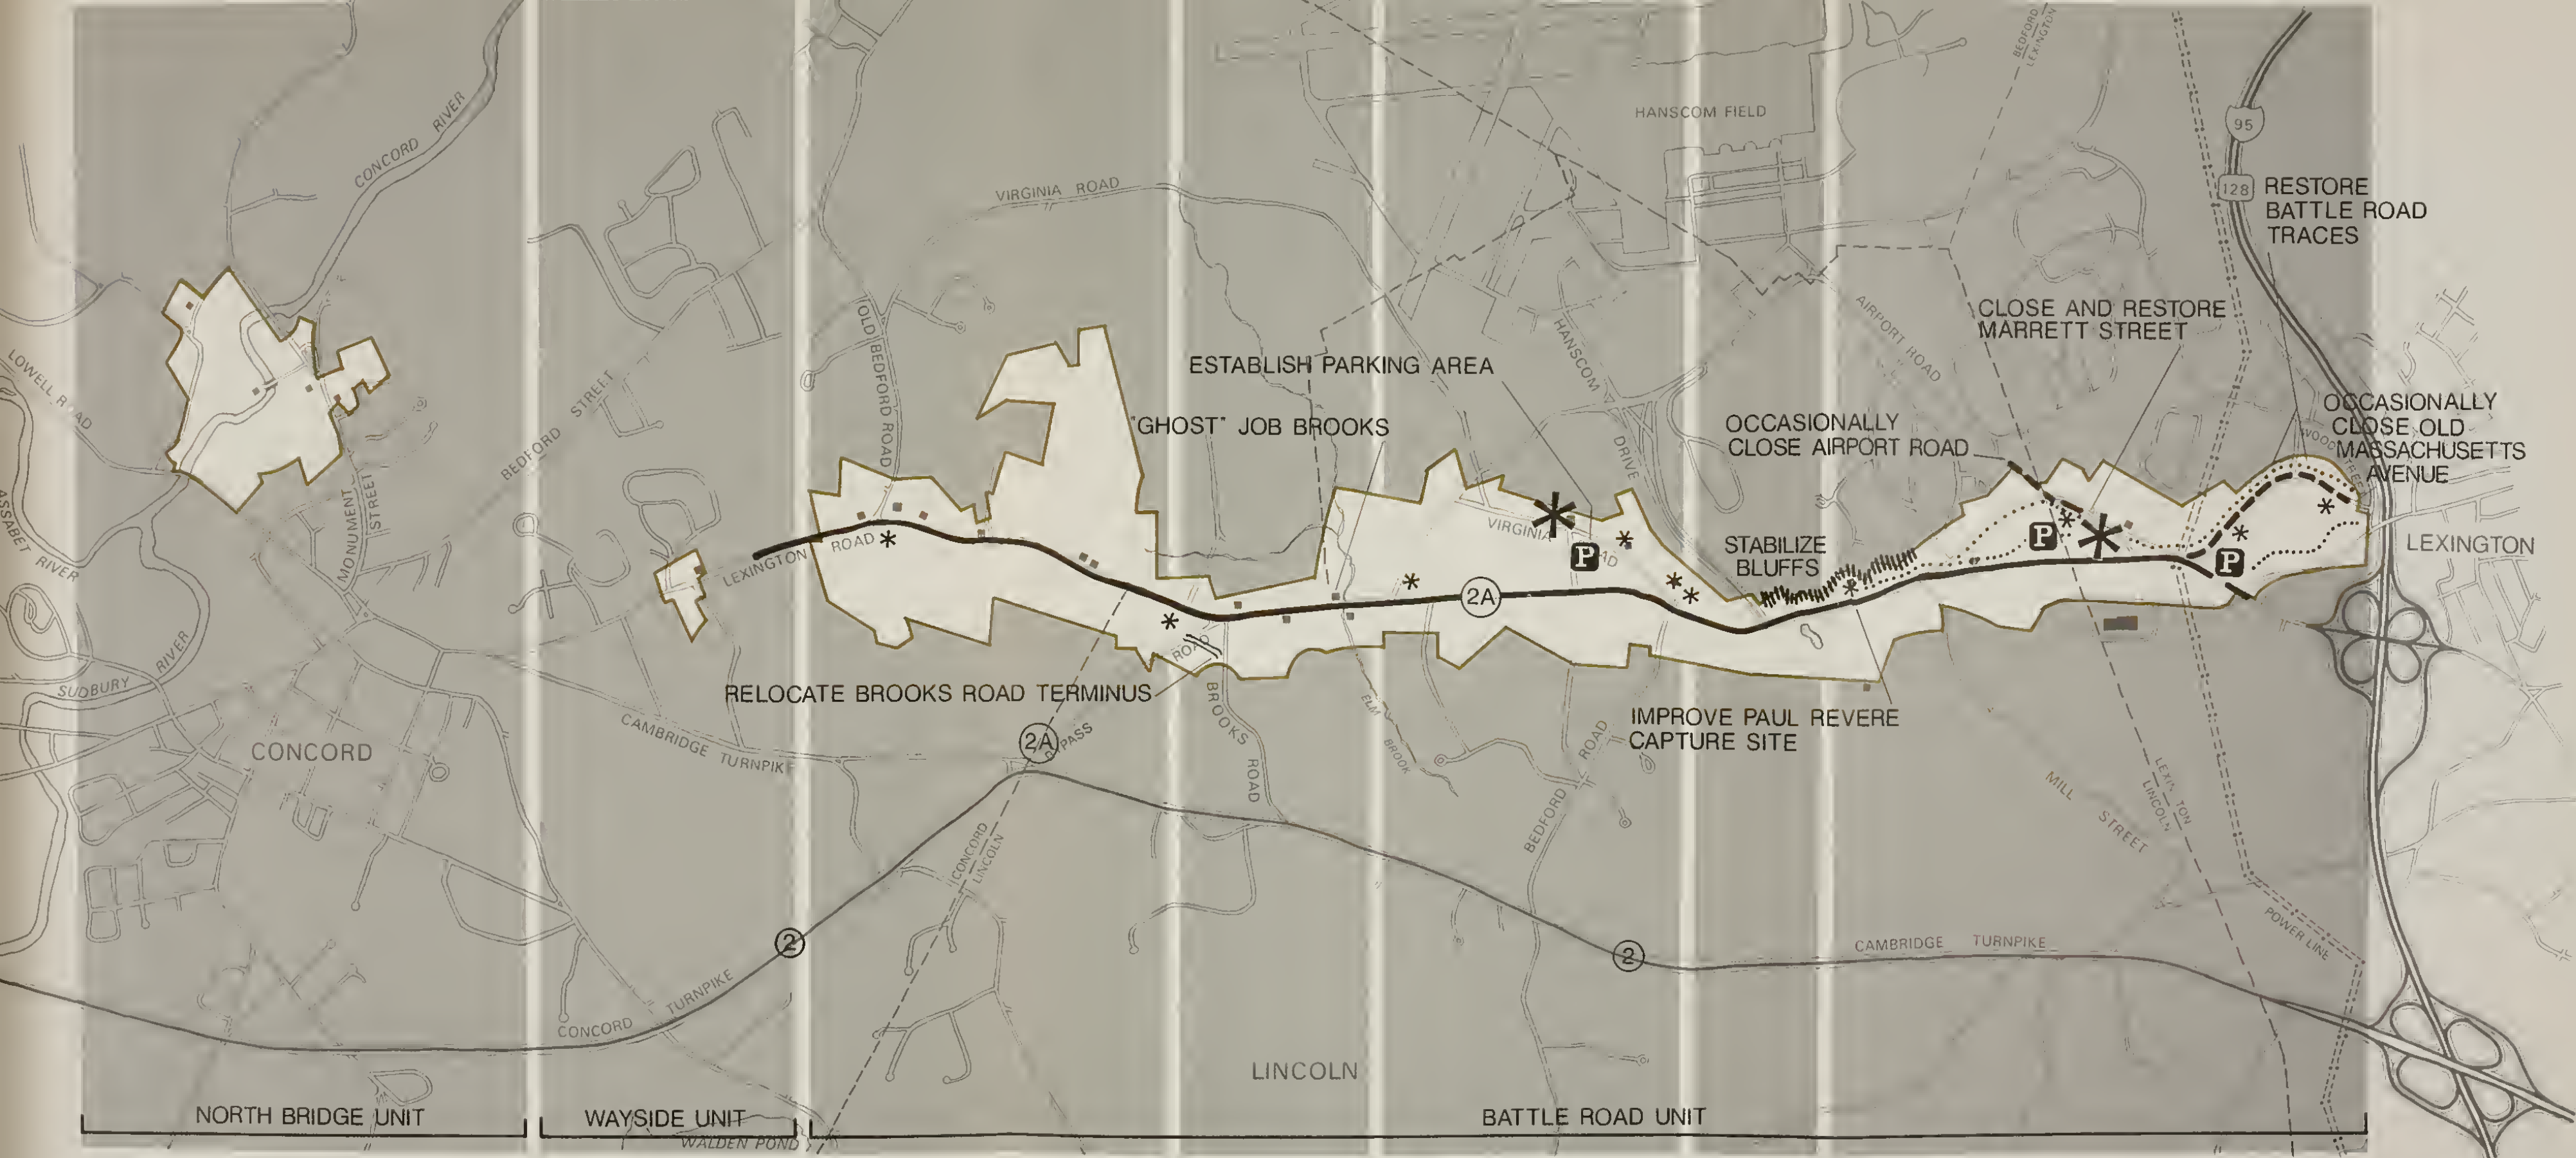 CONCORD RIVER
BEDFORD
LEXINGTON
HANSCOM FIELD
95
128
RESTORE
BATTLE ROAD
TRACES
VIRGINIA ROAD
CLOSE AND RESTORE
MARRETT STREET
AIRPORT ROAD
LOWELL ROAD
OLD BEDFORD ROAD
HANSCOM DRIVE
ESTABLISH PARKING AREA
"GHOST" JOB BROOKS
BEDFORD STREET
OCCASIONALLY
CLOSE AIRPORT ROAD
OCCASIONALLY
CLOSE OLD
MASSACHUSETTS
AVENUE
WOOD STREET
ASSABET RIVER
MONUMENT
STREET
LEXINGTON ROAD
VIRGINIA ROAD
P
P
P
STABILIZE
BLUFFS
LEXINGTON
2A
SUDBURY RIVER
ROAD
RELOCATE BROOKS ROAD TERMINUS
BROOKS ROAD
ELM BROOK
IMPROVE PAUL REVERE
CAPTURE SITE
CONCORD
CAMBRIDGE TURNPIKE
2A
BYPASS
BEDFORD ROAD
MILL STREET
LEXINGTON
LINCOLN
CONCORD
LINCOLN
2
2
CAMBRIDGE TURNPIKE
POWER LINE
CONCORD TURNPIKE
LINCOLN
NORTH BRIDGE UNIT
WAYSIDE UNIT
BATTLE ROAD UNIT
WALDEN POND